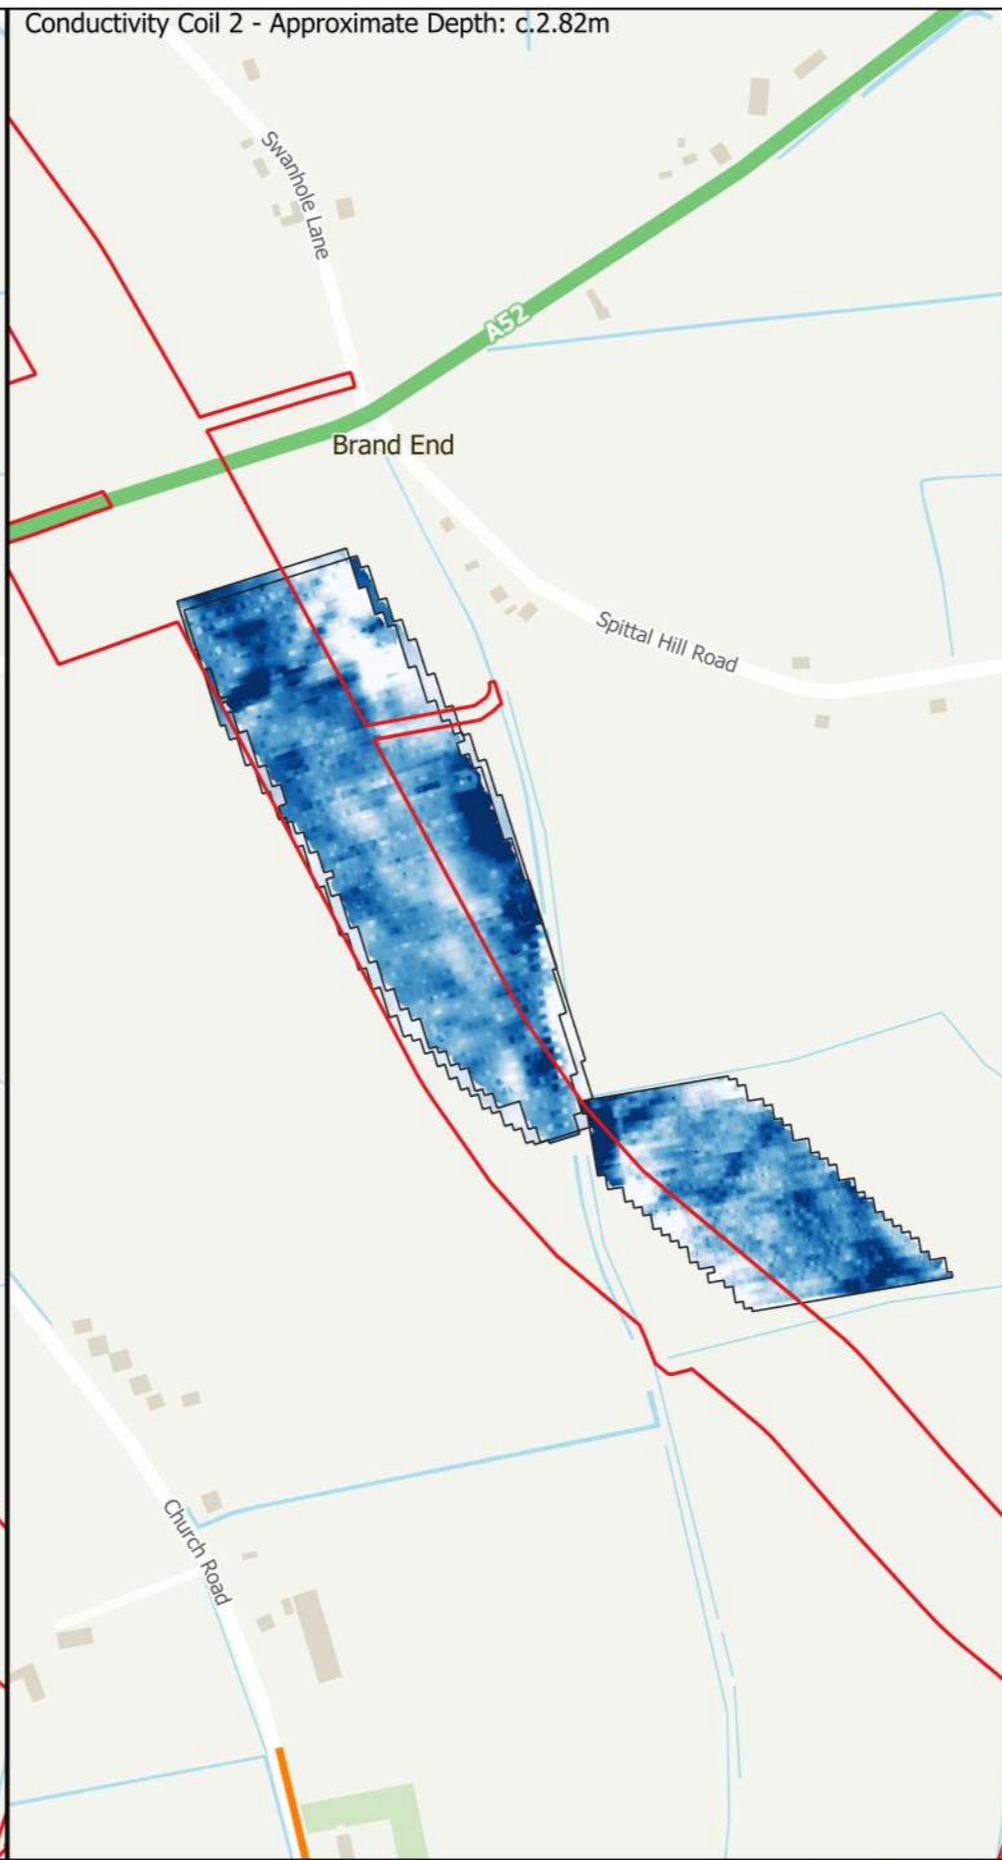 Conductivity Coil 2 - Approximate Depth: c.2.82m
Swanhole Lane
A52
Brand End
Spittal Hill Road
Church Road